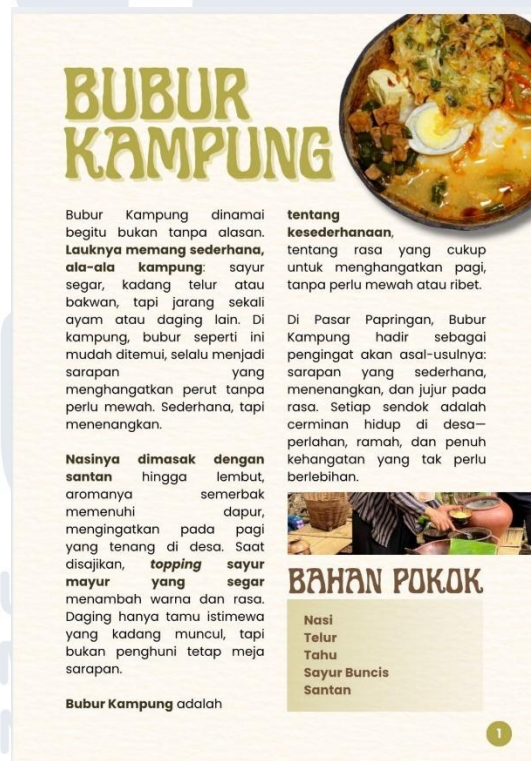 BUBUR
KAMPUNG
Bubur Kampung dinamai
begitu bukan tanpa alasan.
Lauknya memang sederhana,
ala-ala kampung: sayur
segar, kadang telur atau
bakwan, tapi jarang sekali
ayam atau daging lain. Di
kampung, bubur seperti ini
mudah ditemui, selalu menjadi
sarapan yang
menghangatkan perut tanpa
perlu mewah. Sederhana, tapi
menenangkan.
Nasinya dimasak dengan
santan hingga lembut,
aromanya semerbak
memenuhi dapur,
mengingatkan pada pagi
yang tenang di desa. Saat
disajikan, topping sayur
mayur yang segar
menambah warna dan rasa.
Daging hanya tamu istimewa
yang kadang muncul, tapi
bukan penghuni tetap meja
sarapan.
Bubur Kampung adalah
tentang
kesederhanaan,
tentang rasa yang cukup
untuk menghangatkan pagi,
tanpa perlu mewah atau ribet.
Di Pasar Papringan, Bubur
Kampung hadir sebagai
pengingat akan asal-usulnya:
sarapan yang sederhana,
menenangkan, dan jujur pada
rasa. Setiap sendok adalah
cerminan hidup di desa—
perlahan, ramah, dan penuh
kehangatan yang tak perlu
berlebihan.
BAHAN POKOK
Nasi
Telur
Tahu
Sayur Buncis
Santan
1